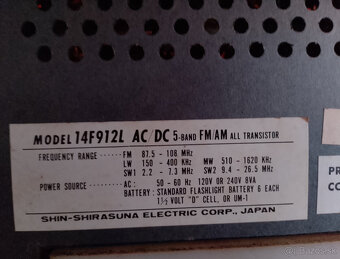 MODEL 14F912L AC/DC 5-BAND FM/AM ALL TRANSISTOR
FREQUENCY RANGE: — FM 87.5 - 108 MHz
LW 150 - 400 KHz MW 510 - 1620 KHz
SW1 2.2 - 7.3 MHz SW2 9.4 - 26.5 MHz
POWER SOURCE: — AC: 50 — 60 Hz 120V OR 240V 8VA
BATTERY: STANDARD FLASHLIGHT BATTERY 6 EACH
1½ VOLT "D" CELL, OR UM-1
SHIN-SHIRASUNA ELECTRIC CORP., JAPAN
PR
CO